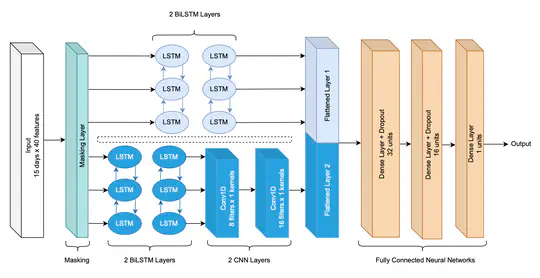 2 BiLSTM Layers
Input
15 days x 40 features
Masking Layer
LSTM
LSTM
LSTM
LSTM
LSTM
LSTM
Flattened Layer 1
LSTM
LSTM
LSTM
LSTM
LSTM
LSTM
Conv1D
8 filters x 1 kernals
Conv1D
16 filters x 1 kernals
Flattened Layer 2
Dense Layer + Dropout
32 units
Dense Layer + Dropout
16 units
Dense Layer
1 units
Output
Masking
2 BiLSTM Layers
2 CNN Layers
Fully Connected Neural Networks